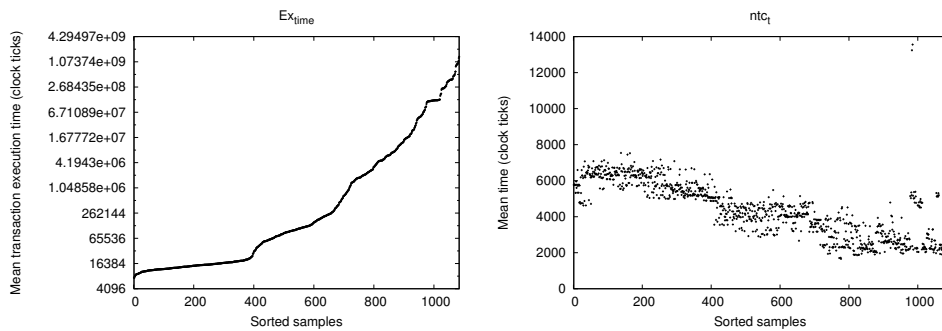 Ex_time
Mean transaction execution time (clock ticks)
4.29497e+09
1.07374e+09
2.68435e+08
6.71089e+07
1.67772e+07
4.1943e+06
1.04858e+06
262144
65536
16384
4096
0 200 400 600 800 1000
Sorted samples
ntc_t
Mean time (clock ticks)
14000
12000
10000
8000
6000
4000
2000
0
0 200 400 600 800 1000
Sorted samples